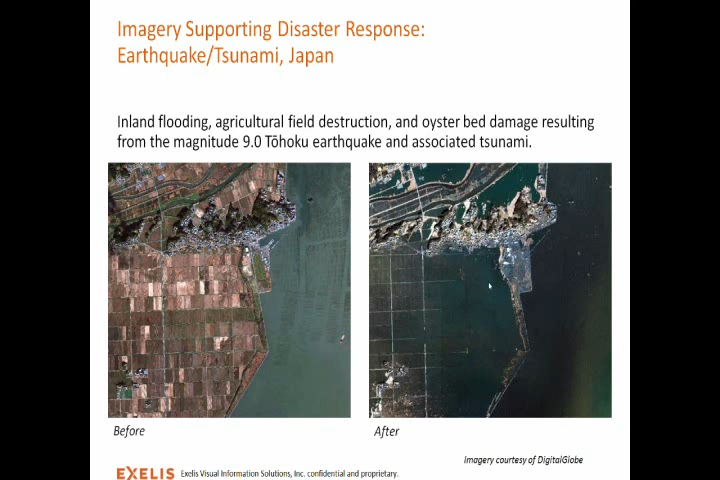 Imagery Supporting Disaster Response:
Earthquake/Tsunami, Japan
Inland flooding, agricultural field destruction, and oyster bed damage resulting
from the magnitude 9.0 Tōhoku earthquake and associated tsunami.
Before
After
Imagery courtesy of DigitalGlobe
EXELIS Exelis Visual Information Solutions, Inc. confidential and proprietary.